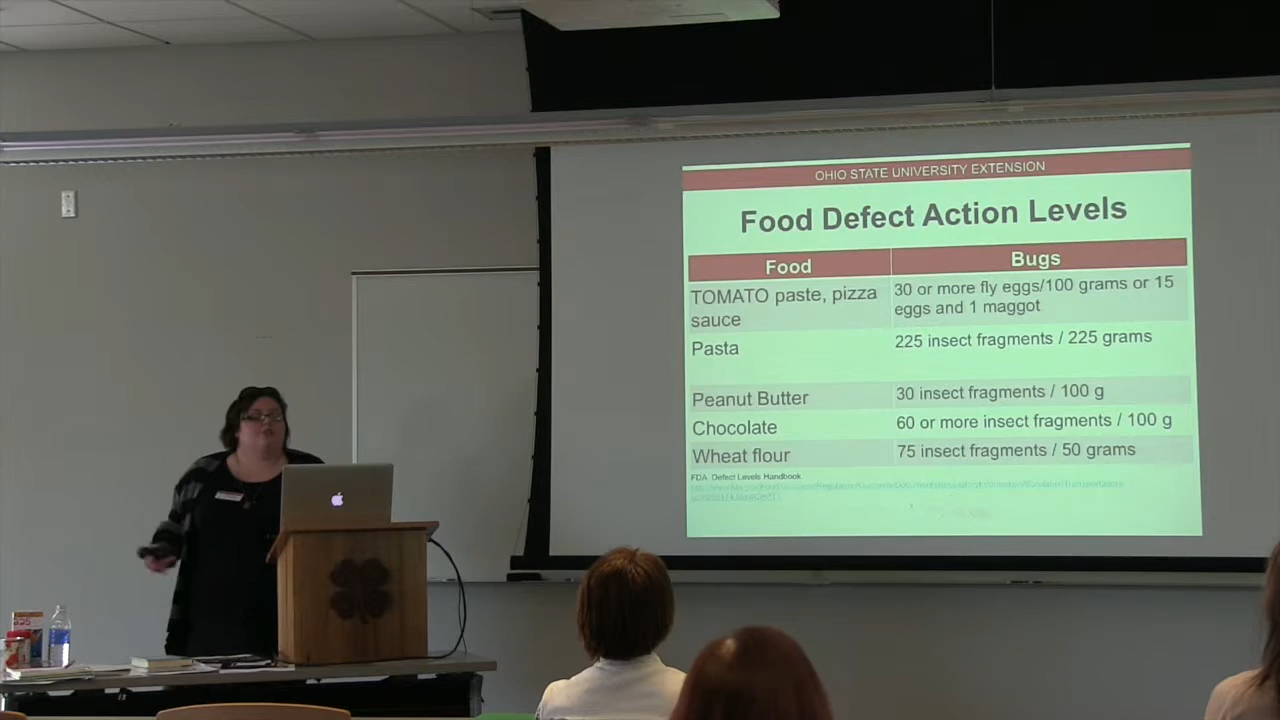 OHIO STATE UNIVERSITY EXTENSION
Food Defect Action Levels
Food Bugs
TOMATO paste, pizza sauce
30 or more fly eggs/100 grams or 15 eggs and 1 maggot
Pasta 225 insect fragments / 225 grams
Peanut Butter 30 insect fragments / 100 g
Chocolate 60 or more insect fragments / 100 g
Wheat flour 75 insect fragments / 50 grams
FDA Defect Levels Handbook